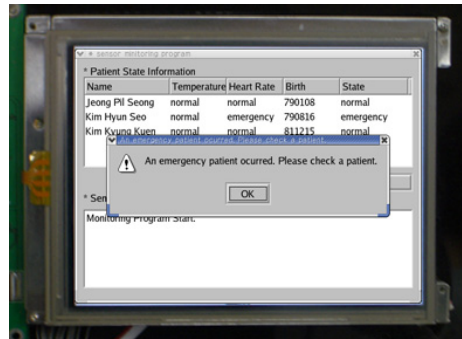 sensor mintoring program
* Patient State Information
Name Temperature Heart Rate Birth State
Jeong Pil Seong normal normal 790108 normal
Kim Hyun Seo normal emergency 790816 emergency
Kim Kyung Kuen normal normal 811215 normal
An emergency patient ocurred. Please check a patient.
An emergency patient ocurred. Please check a patient.
OK
* Sen
Monitoring Program Start.